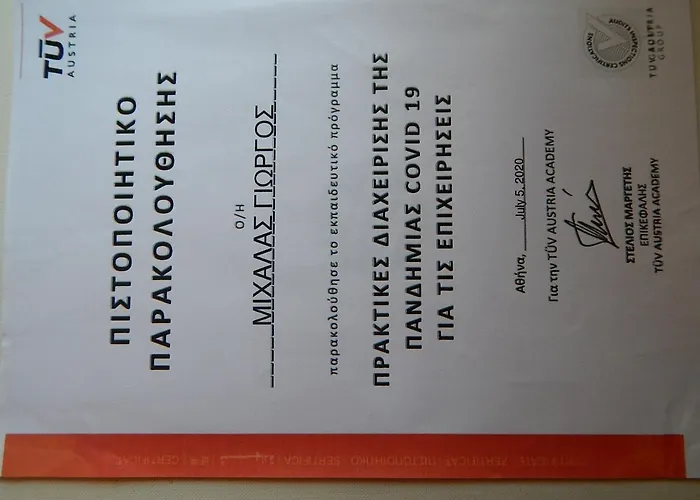 TÜV
AUSTRIA
ΠΙΣΤΟΠΟΙΗΤΙΚΟ
ΠΑΡΑΚΟΛΟΥΘΗΣΗΣ
Ο/Η
ΜΙΧΑΛΑΣ ΓΙΩΡΓΟΣ
παρακολούθησε το εκπαιδευτικό πρόγραμμα
ΠΡΑΚΤΙΚΕΣ ΔΙΑΧΕΙΡΙΣΗΣ ΤΗΣ
ΠΑΝΔΗΜΙΑΣ COVID 19
ΓΙΑ ΤΙΣ ΕΠΙΧΕΙΡΗΣΕΙΣ
Αθήνα, July 5, 2020
Για την TÜV AUSTRIA ACADEMY
ΣΤΕΛΙΟΣ ΜΑΡΓΕΤΗΣ
ΕΠΙΚΕΦΑΛΗΣ
TÜV AUSTRIA ACADEMY
TÜV AUSTRIA
GROUP